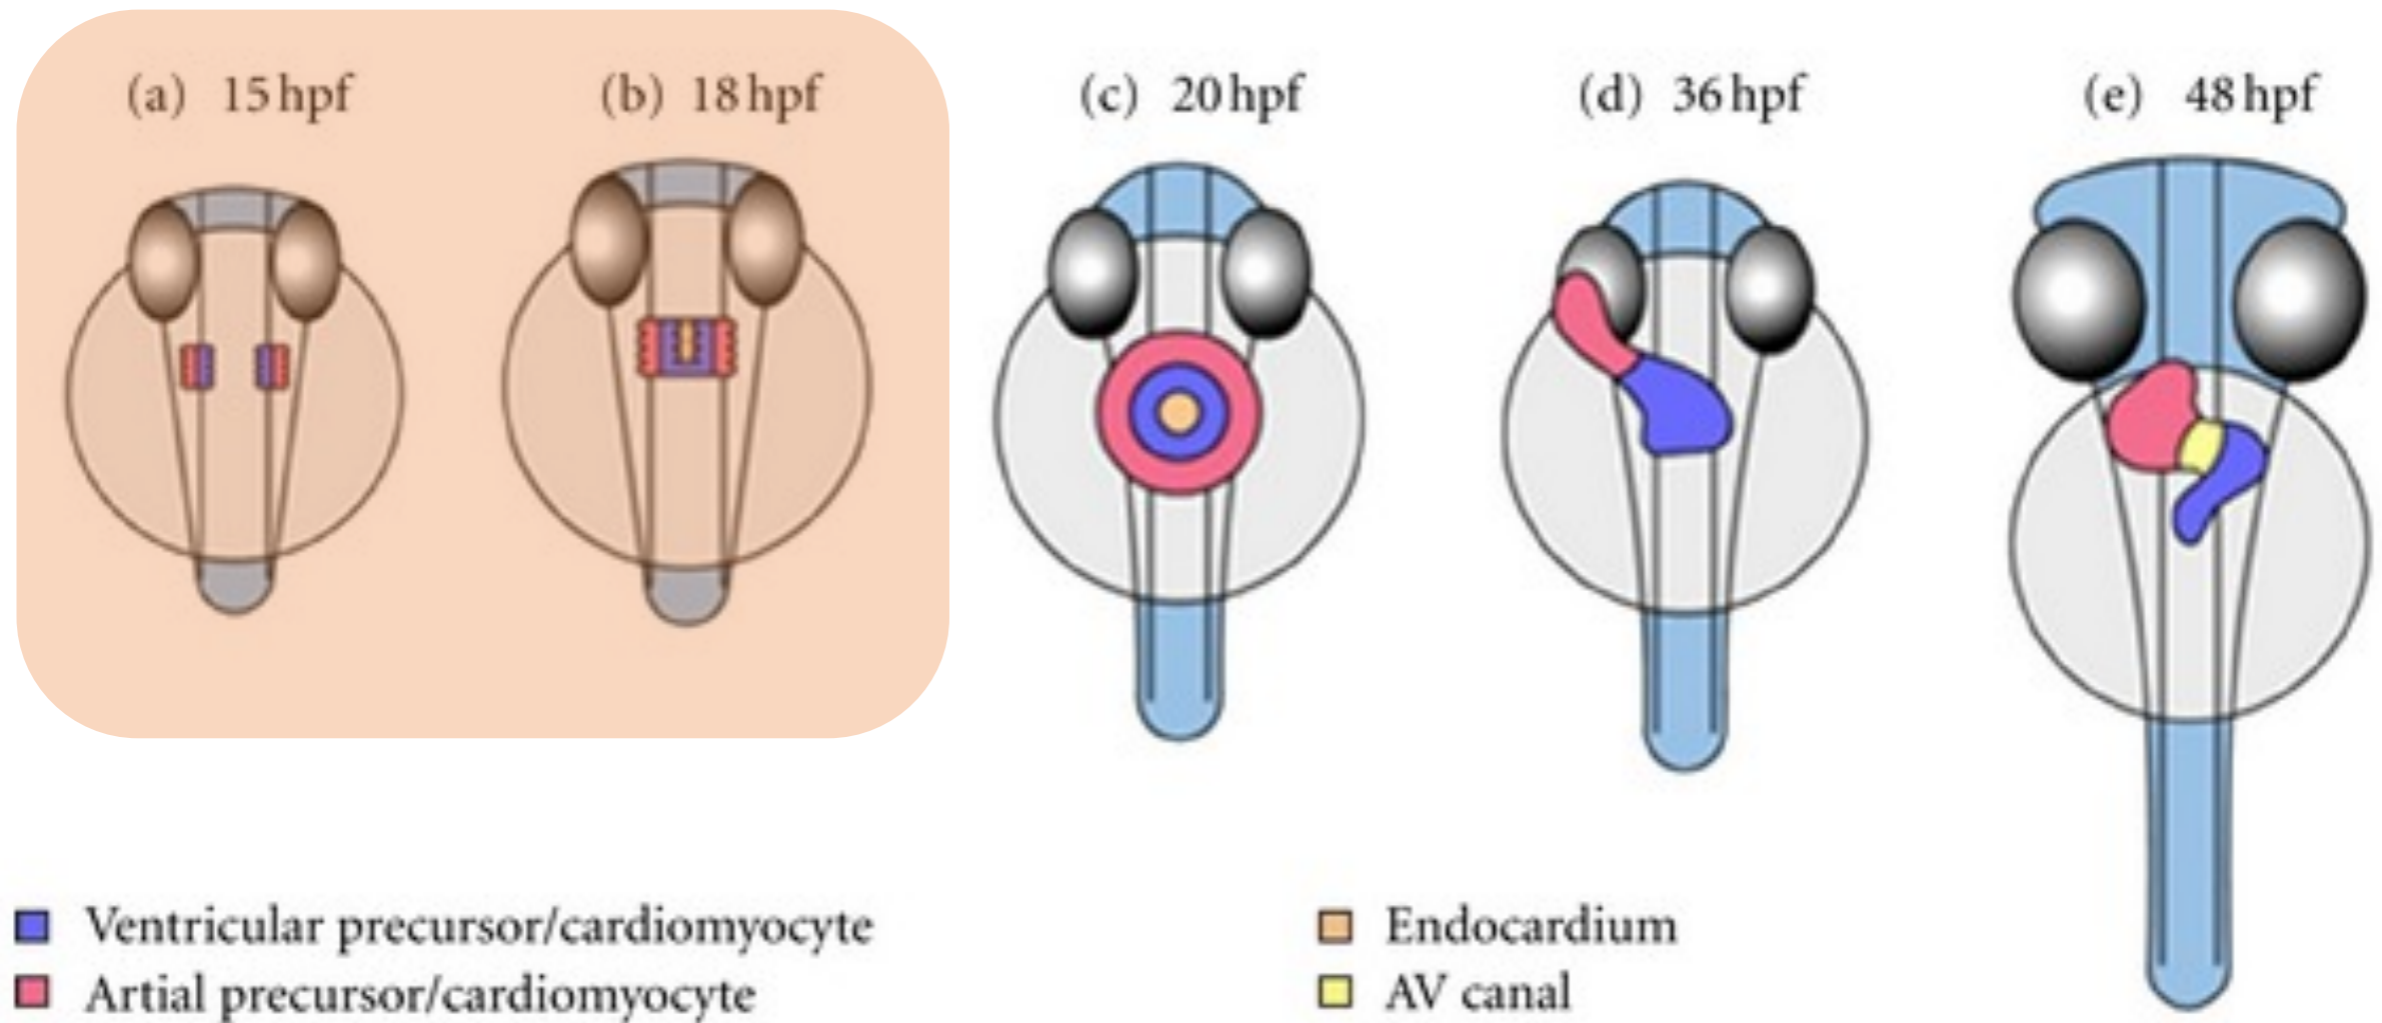 (a) 15 hpf
(b) 18 hpf
(c) 20 hpf
(d) 36 hpf
(e) 48 hpf
Ventricular precursor/cardiomyocyte
Artial precursor/cardiomyocyte
Endocardium
AV canal